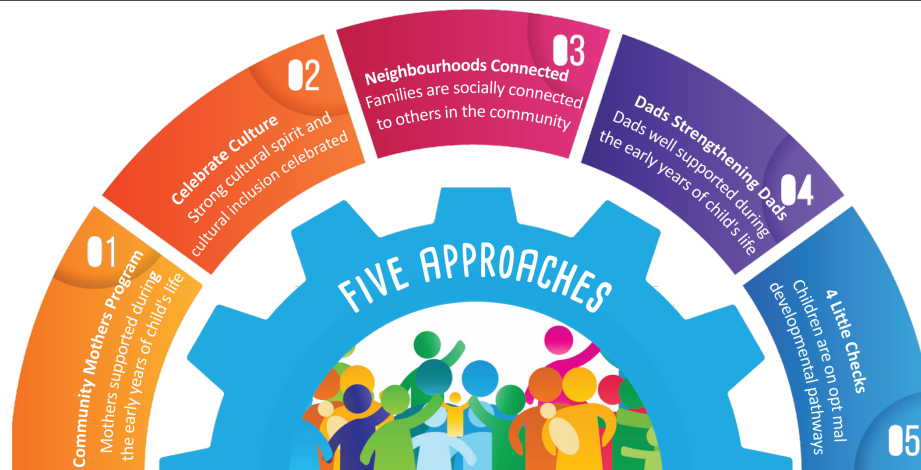 01
Community Mothers Program
Mothers supported during
the early years of child's life
02
Celebrate Culture
Strong cultural spirit and
cultural inclusion celebrated
03
Neighbourhoods Connected
Families are socially connected
to others in the community
04
Dads Strengthening Dads
Dads well supported during
the early years of child's life
05
4 Little Checks
Children are on opt mal
developmental pathways
FIVE APPROACHES